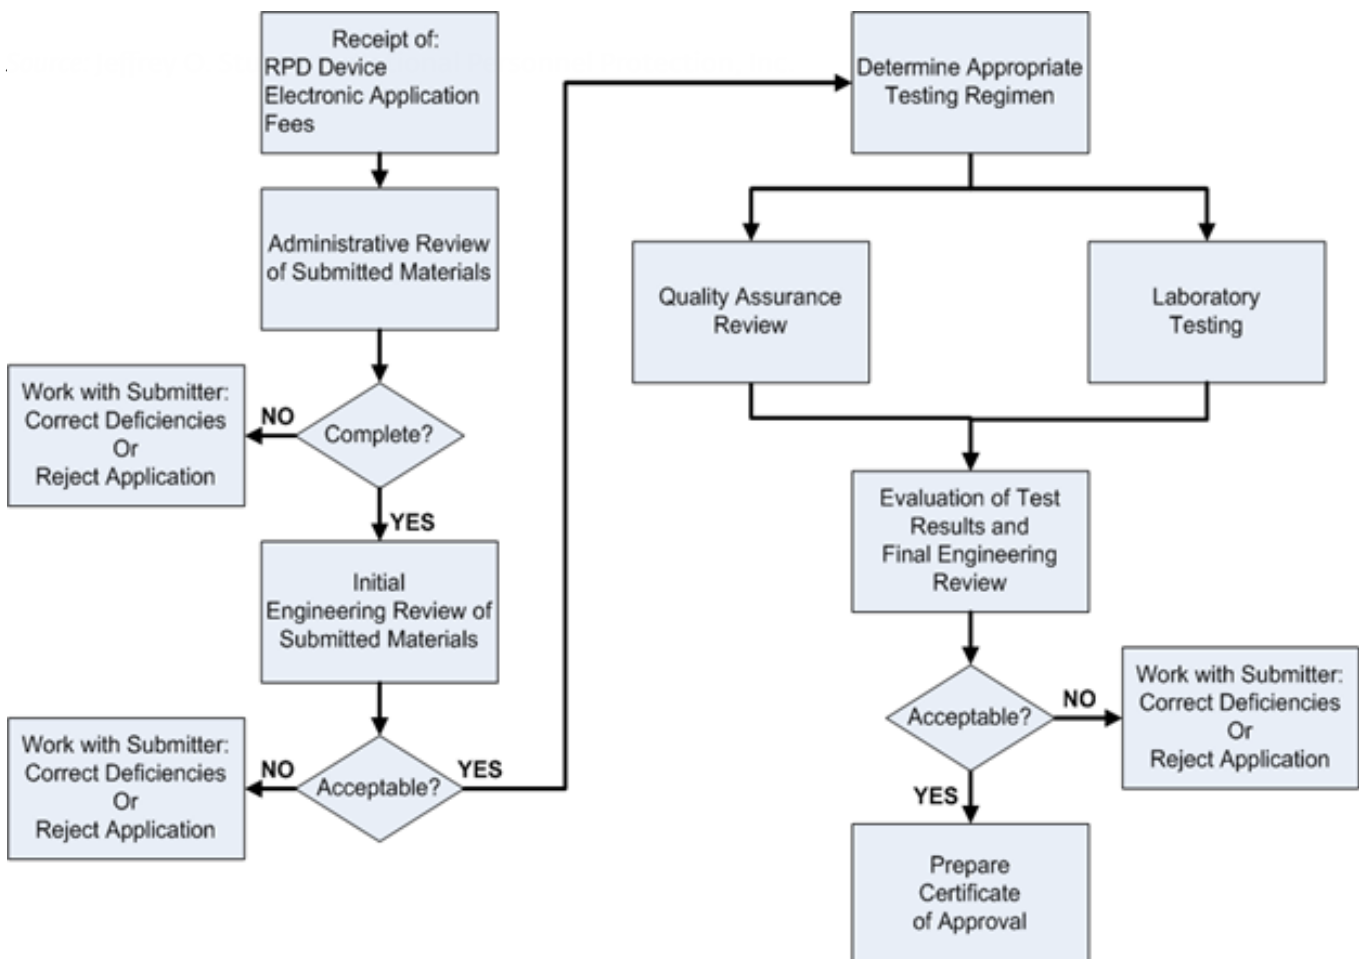 Receipt of:
RPD Device
Electronic Application
Fees
Administrative Review
of Submitted Materials
Complete?
NO
Work with Submitter:
Correct Deficiencies
Or
Reject Application
YES
Initial
Engineering Review of
Submitted Materials
Acceptable?
NO
Work with Submitter:
Correct Deficiencies
Or
Reject Application
YES
Determine Appropriate
Testing Regimen
Quality Assurance
Review
Laboratory
Testing
Evaluation of Test
Results and
Final Engineering
Review
Acceptable?
NO
Work with Submitter:
Correct Deficiencies
Or
Reject Application
YES
Prepare
Certificate
of Approval